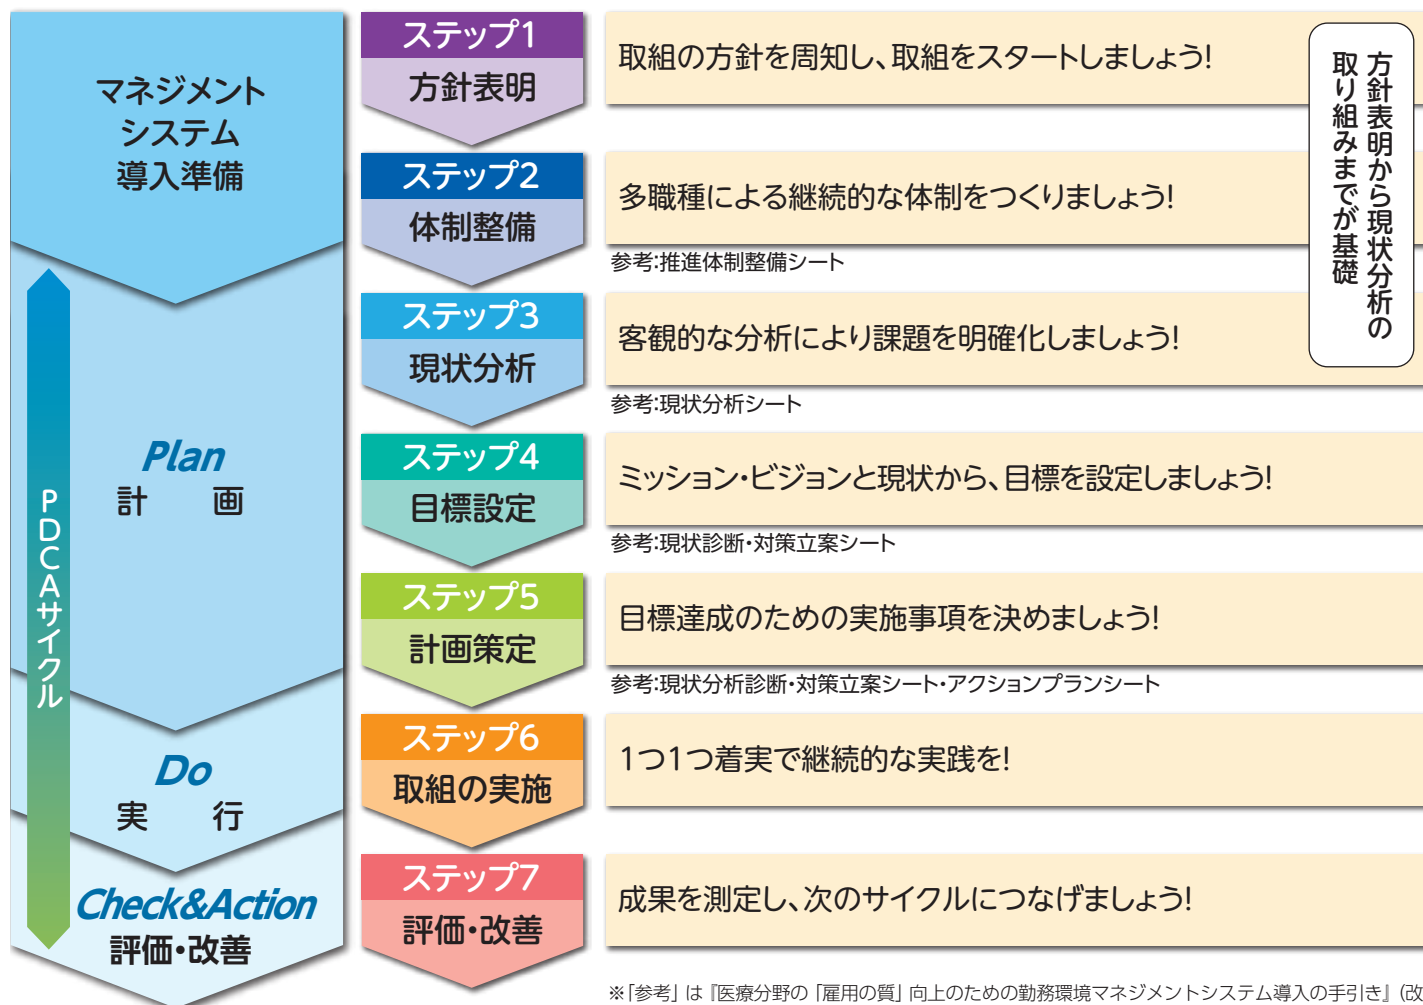 マネジメント
システム
導入準備
Plan
計　画
Do
実　行
Check&Action
評価・改善
PDCAサイクル
ステップ1
方針表明
取組の方針を周知し、取組をスタートしましょう!
ステップ2
体制整備
多職種による継続的な体制をつくりましょう!
参考:推進体制整備シート
ステップ3
現状分析
客観的な分析により課題を明確化しましょう!
参考:現状分析シート
ステップ4
目標設定
ミッション・ビジョンと現状から、目標を設定しましょう!
参考:現状診断・対策立案シート
ステップ5
計画策定
目標達成のための実施事項を決めましょう!
参考:現状分析診断・対策立案シート・アクションプランシート
ステップ6
取組の実施
1つ1つ着実で継続的な実践を!
ステップ7
評価・改善
成果を測定し、次のサイクルにつなげましょう!
方針表明から現状分析の
取り組みまでが基礎
※「参考」は『医療分野の「雇用の質」向上のための勤務環境マネジメントシステム導入の手引き』(改